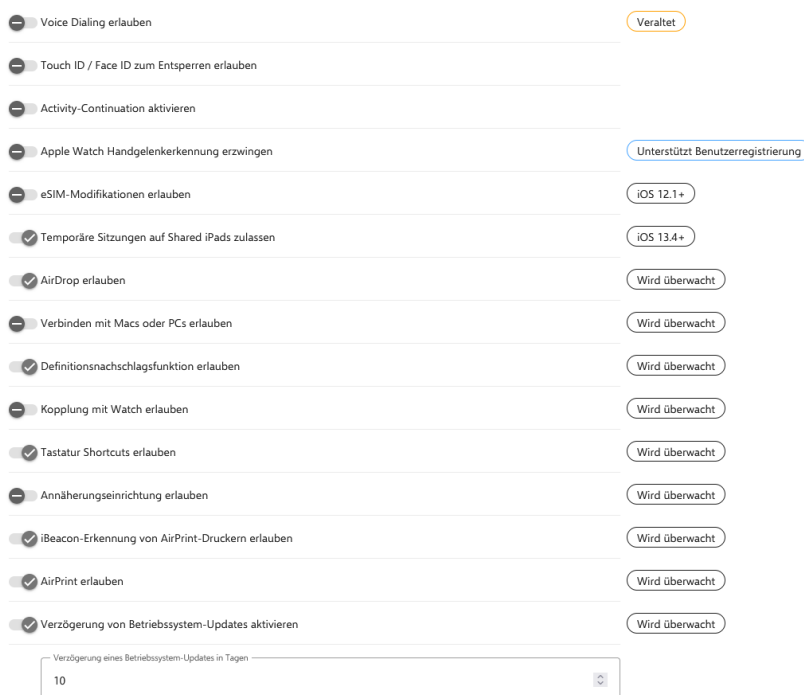 Voice Dialing erlauben Veraltet
Touch ID / Face ID zum Entsperren erlauben
Activity-Continuation aktivieren
Apple Watch Handgelenkerkennung erzwingen Unterstützt Benutzerregistrierung
eSIM-Modifikationen erlauben iOS 12.1+
Temporäre Sitzungen auf Shared iPads zulassen iOS 13.4+
AirDrop erlauben Wird überwacht
Verbinden mit Macs oder PCs erlauben Wird überwacht
Definitionsnachschlagsfunktion erlauben Wird überwacht
Kopplung mit Watch erlauben Wird überwacht
Tastatur Shortcuts erlauben Wird überwacht
Annäherungseinrichtung erlauben Wird überwacht
iBeacon-Erkennung von AirPrint-Druckern erlauben Wird überwacht
AirPrint erlauben Wird überwacht
Verzögerung von Betriebssystem-Updates aktivieren Wird überwacht
Verzögerung eines Betriebssystem-Updates in Tagen
10